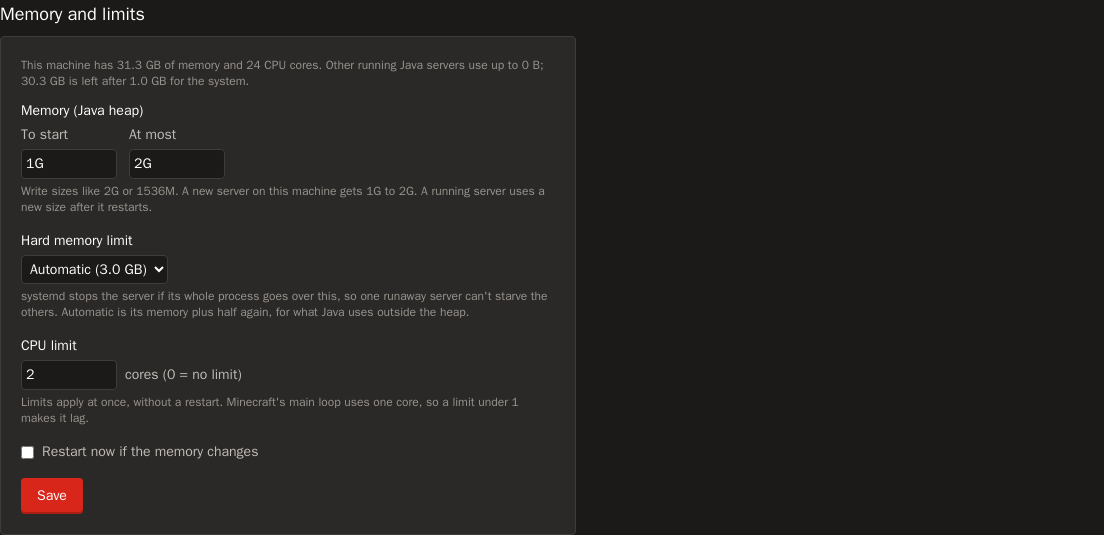 Memory and limits
This machine has 31.3 GB of memory and 24 CPU cores. Other running Java servers use up to 0 B;
30.3 GB is left after 1.0 GB for the system.
Memory (Java heap)
To start At most
1G 2G
Write sizes like 2G or 1536M. A new server on this machine gets 1G to 2G. A running server uses a
new size after it restarts.
Hard memory limit
Automatic (3.0 GB)
systemd stops the server if its whole process goes over this, so one runaway server can't starve the
others. Automatic is its memory plus half again, for what Java uses outside the heap.
CPU limit
2 cores (0 = no limit)
Limits apply at once, without a restart. Minecraft's main loop uses one core, so a limit under 1
makes it lag.
Restart now if the memory changes
Save